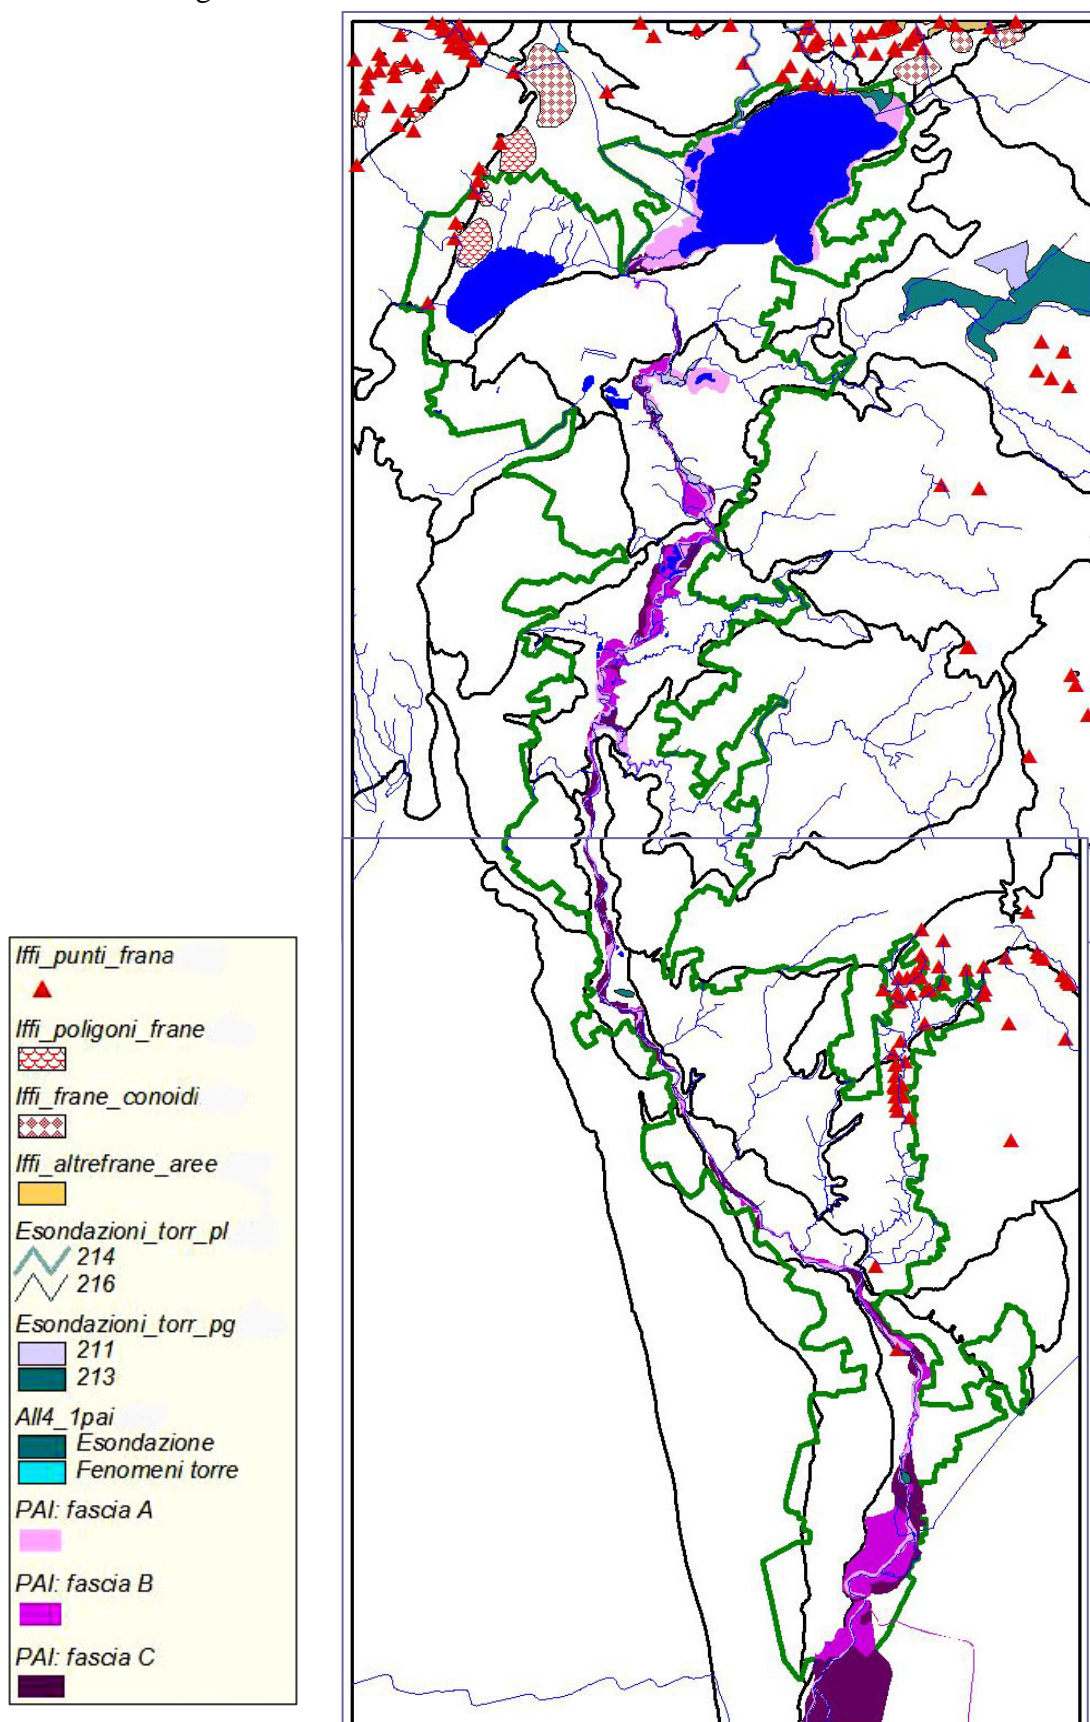 Iffi_punti_frana
Iffi_poligoni_frane
Iffi_frane_conoidi
Iffi_altrefrane_aree
Esondazioni_torr_pl
214
216
Esondazioni_torr_pg
211
213
All4_1pai
Esondazione
Fenomeni torre
PAI: fascia A
PAI: fascia B
PAI: fascia C